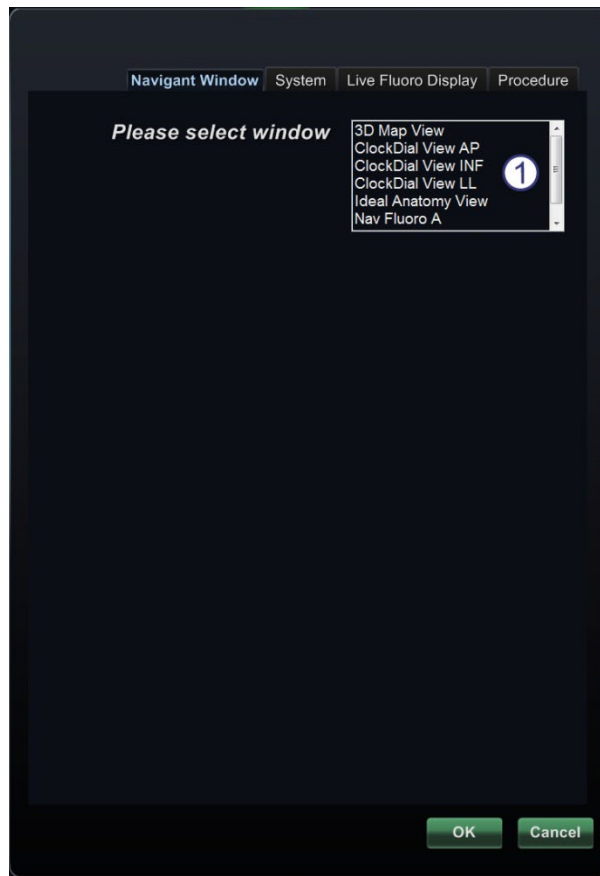 Navigant Window System Live Fluoro Display Procedure
Please select window
3D Map View
ClockDial View AP
ClockDial View INF
ClockDial View LL
Ideal Anatomy View
Nav Fluoro A
1
OK Cancel